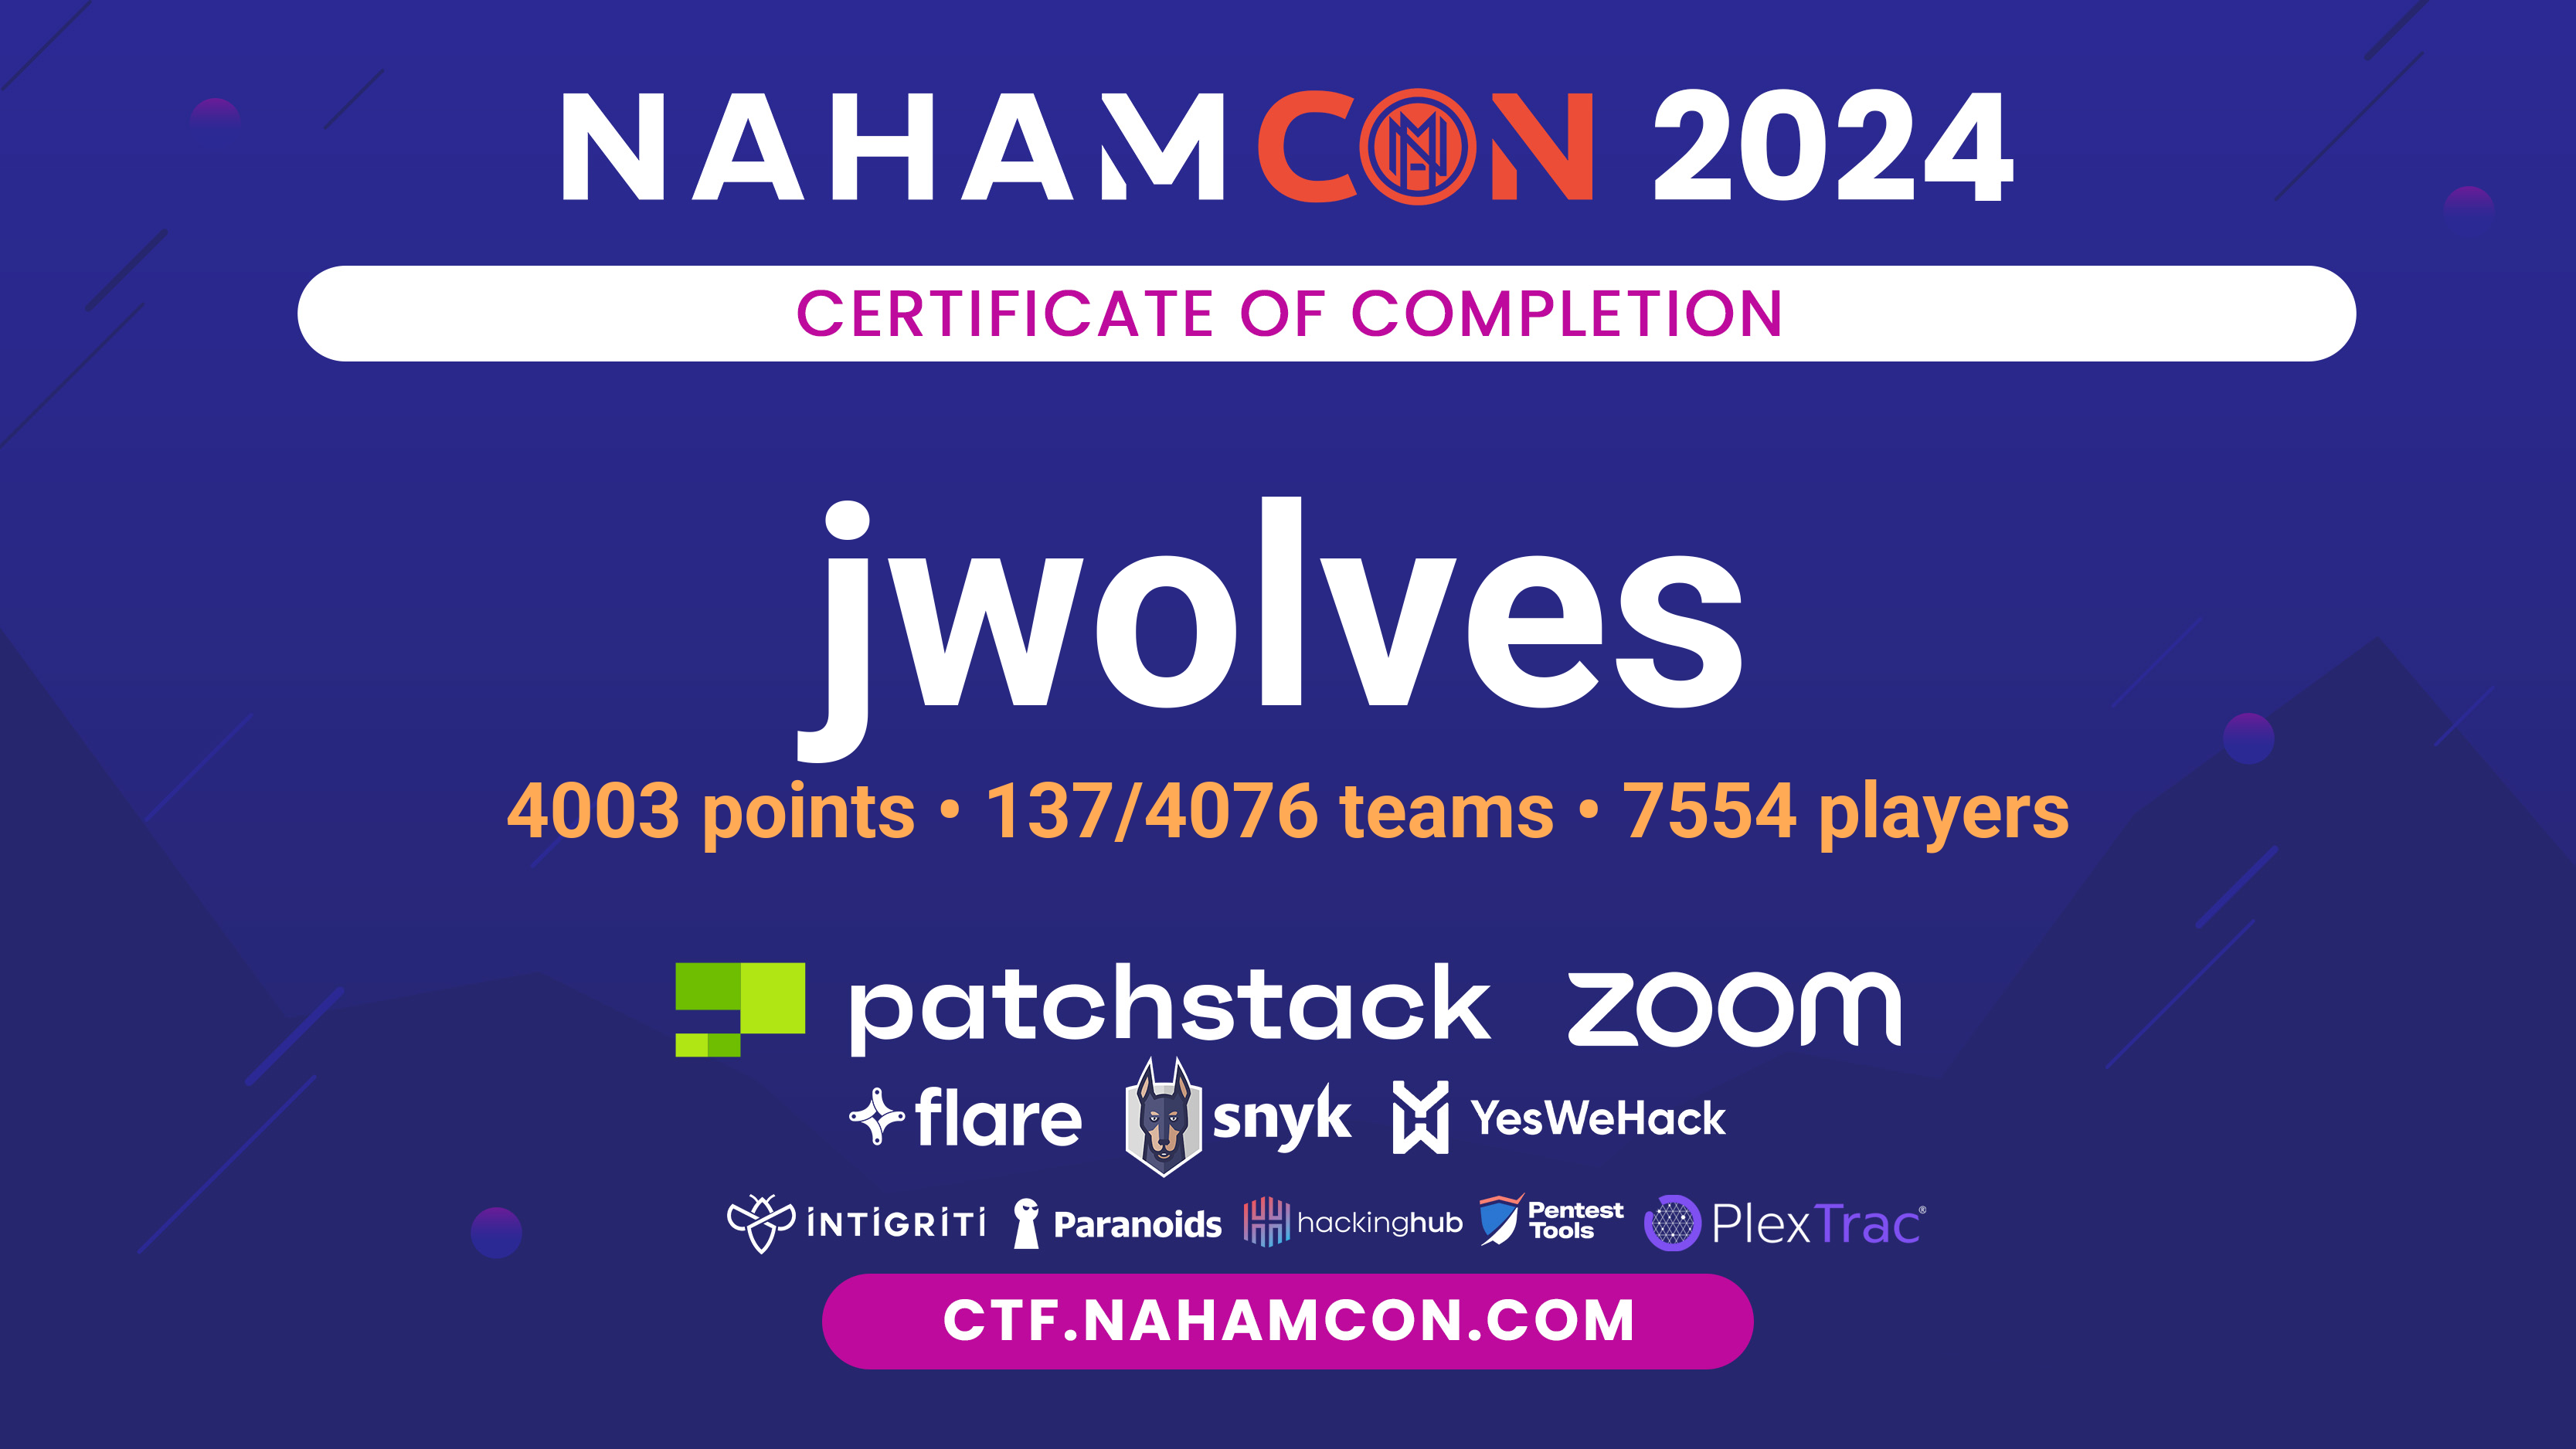 NAHAMCON 2024
CERTIFICATE OF COMPLETION
jwolves
4003 points • 137/4076 teams • 7554 players
patchstack zoom
flare snyk YesWeHack
INTIGRITI Paranoids hackinghub Pentest Tools PlexTrac®
CTF.NAHAMCON.COM